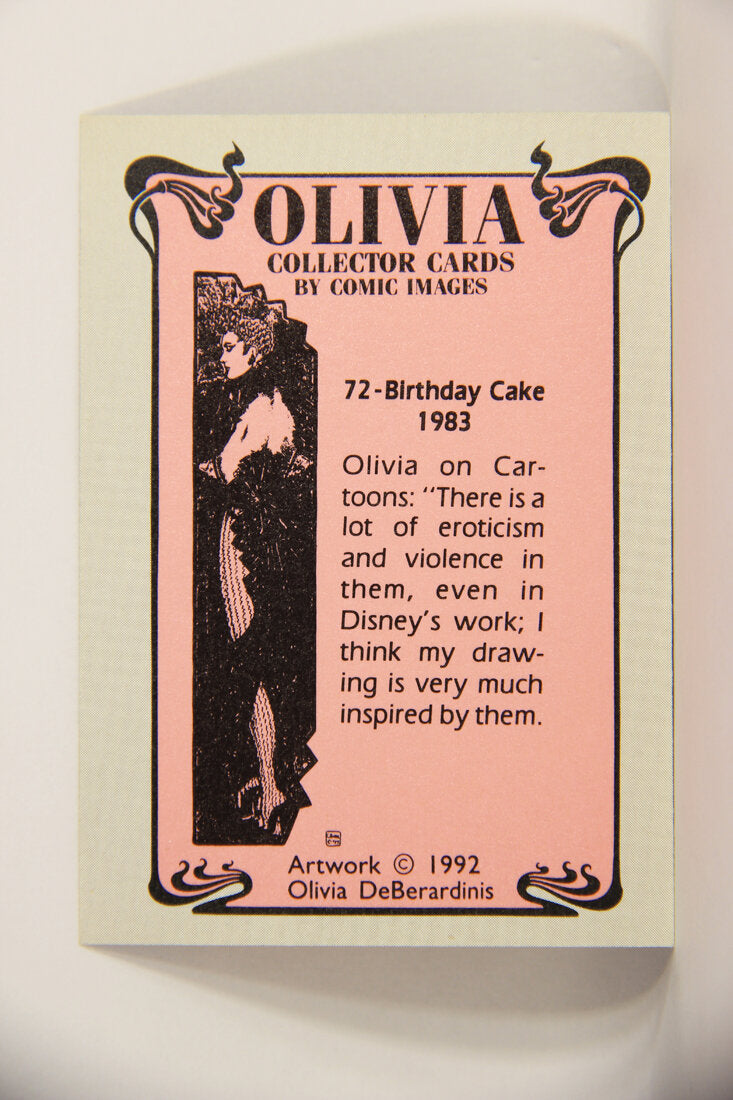 OLIVIA
COLLECTOR CARDS
BY COMIC IMAGES
72-Birthday Cake
1983
Olivia on Car-
toons: “There is a
lot of eroticism
and violence in
them, even in
Disney’s work; I
think my draw-
ing is very much
inspired by them.
Artwork © 1992
Olivia DeBerardinis